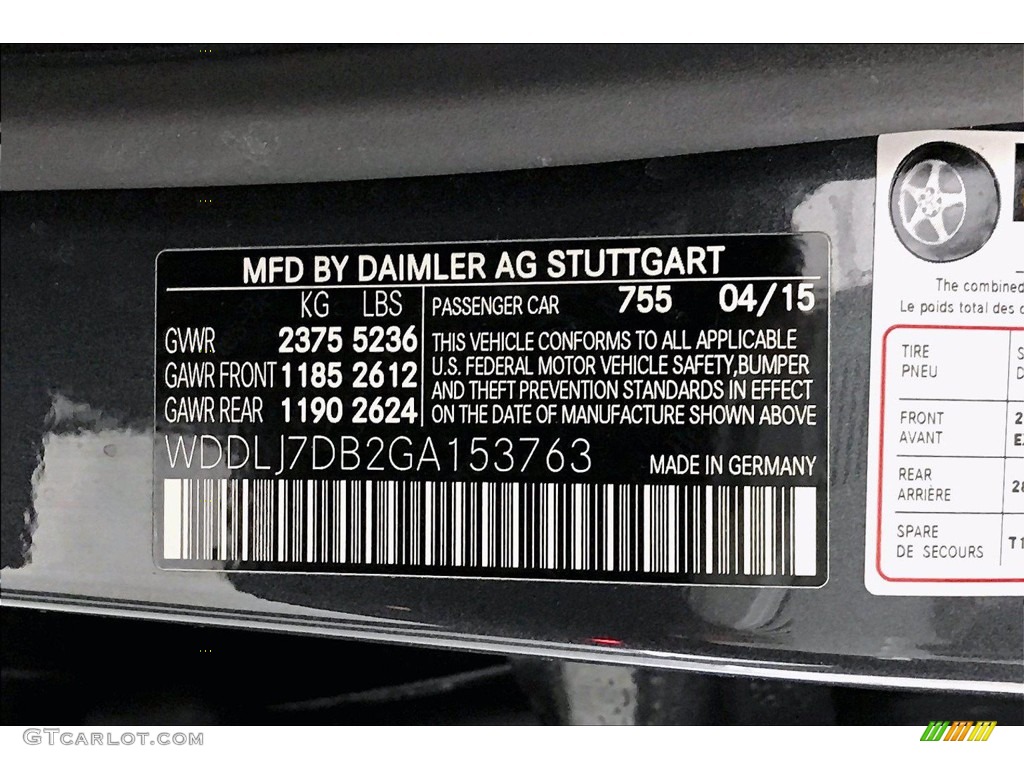 MFD BY DAIMLER AG STUTTGART
KG LBS
GVWR 2375 5236
GAWR FRONT 1185 2612
GAWR REAR 1190 2624
PASSENGER CAR 755 04/15
THIS VEHICLE CONFORMS TO ALL APPLICABLE
U.S. FEDERAL MOTOR VEHICLE SAFETY,BUMPER
AND THEFT PREVENTION STANDARDS IN EFFECT
ON THE DATE OF MANUFACTURE SHOWN ABOVE
WDDLJ7DB2GA153763
MADE IN GERMANY
The combined
Le poids total des
TIRE
PNEU
FRONT
AVANT
REAR
ARRIÈRE
28
SPARE
DE SECOURS
T1
GTCARLOT.COM